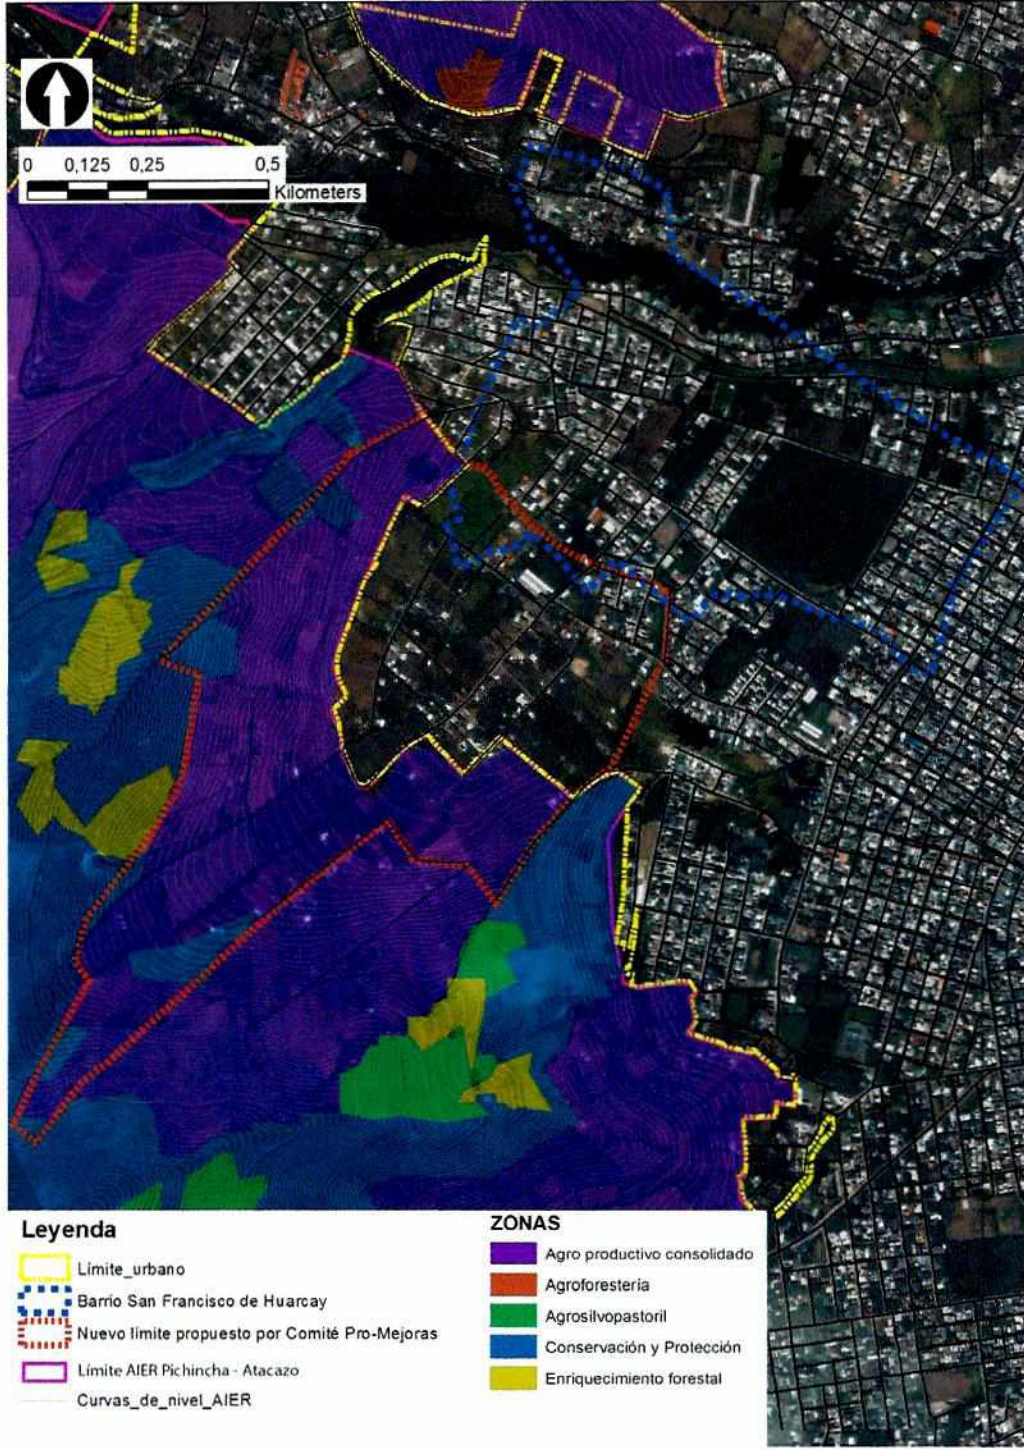 0 0,125 0,25 0,5
Kilometers
Leyenda
Límite_urbano
Barrio San Francisco de Huarcay
Nuevo límite propuesto por Comité Pro-Mejoras
Límite AIER Pichincha - Atacazo
Curvas_de_nivel_AIER
ZONAS
Agro productivo consolidado
Agroforestería
Agrosilvopastoril
Conservación y Protección
Enriquecimiento forestal